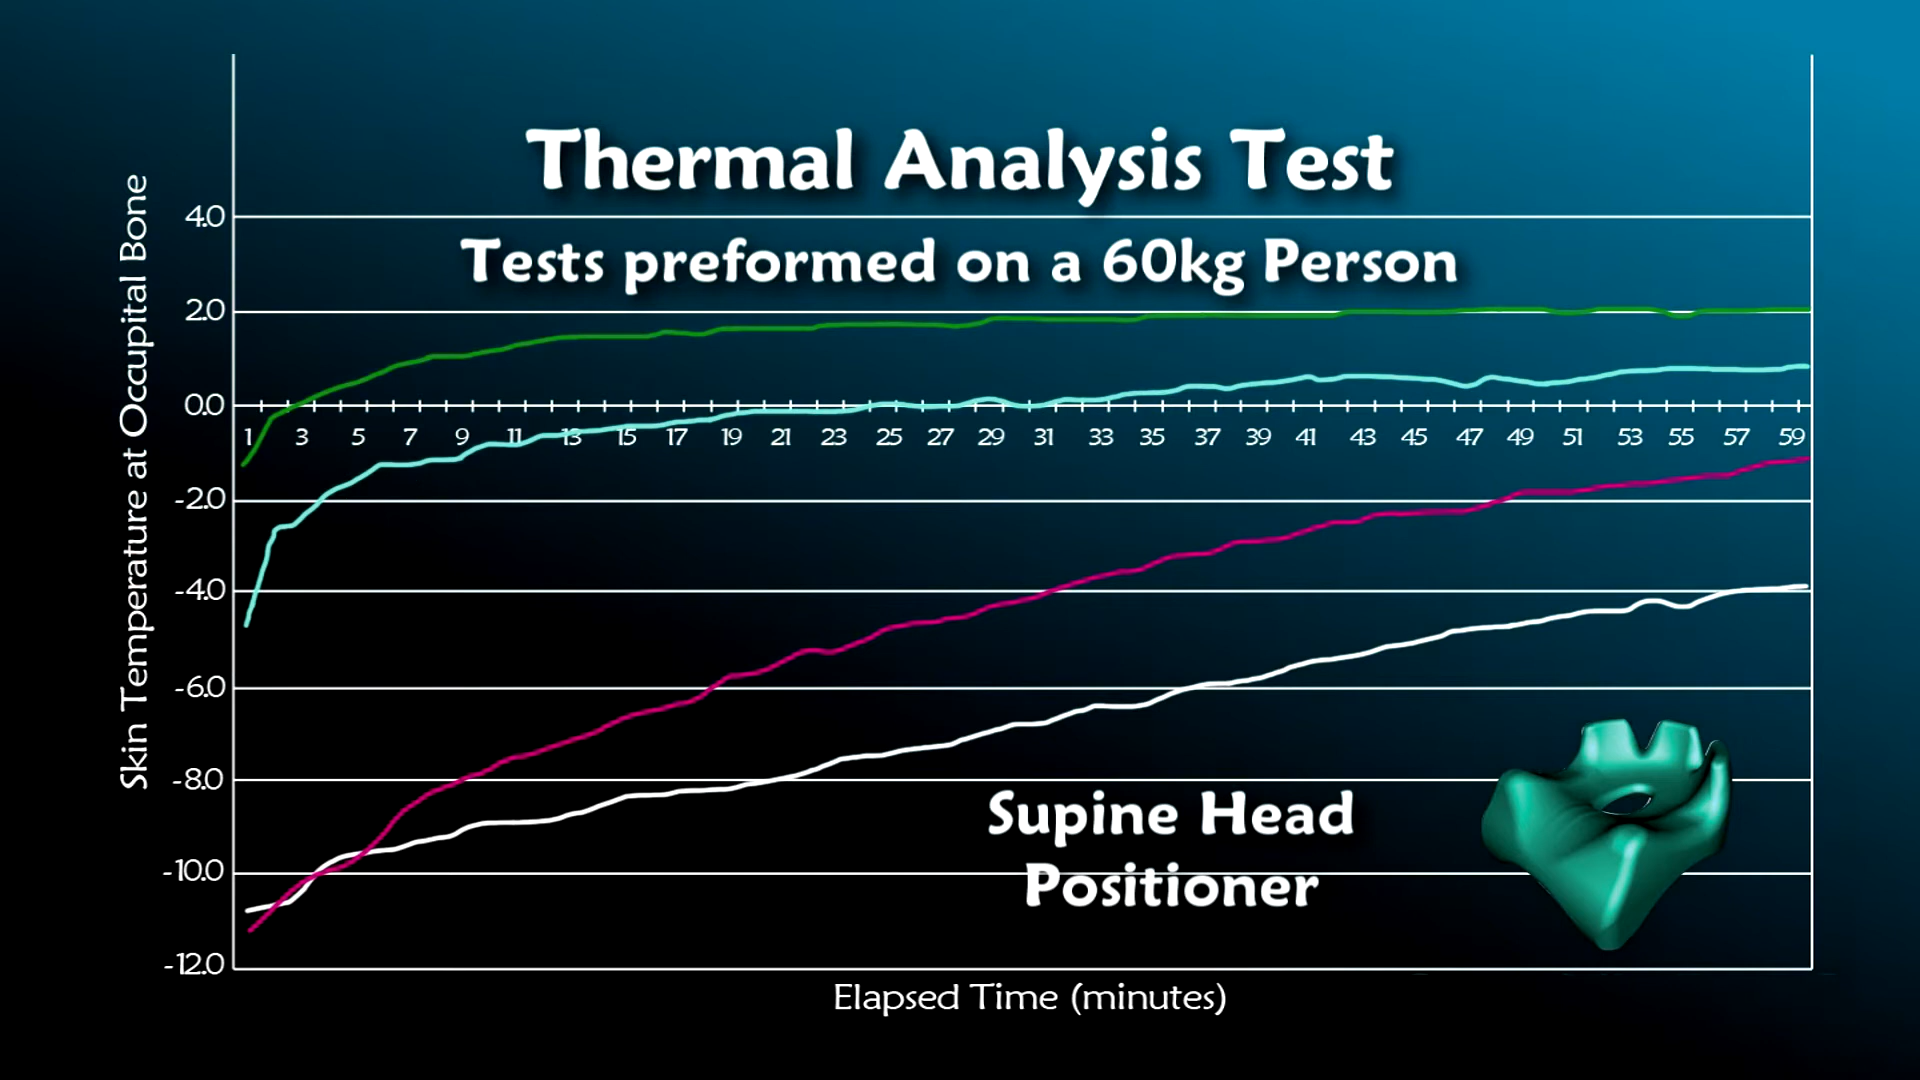 Thermal Analysis Test
Tests preformed on a 60kg Person
Skin Temperature at Occupital Bone
4.0
2.0
0.0
-2.0
-4.0
-6.0
-8.0
-10.0
-12.0
1 3 5 7 9 11 13 15 17 19 21 23 25 27 29 31 33 35 37 39 41 43 45 47 49 51 53 55 57 59
Supine Head
Positioner
Elapsed Time (minutes)